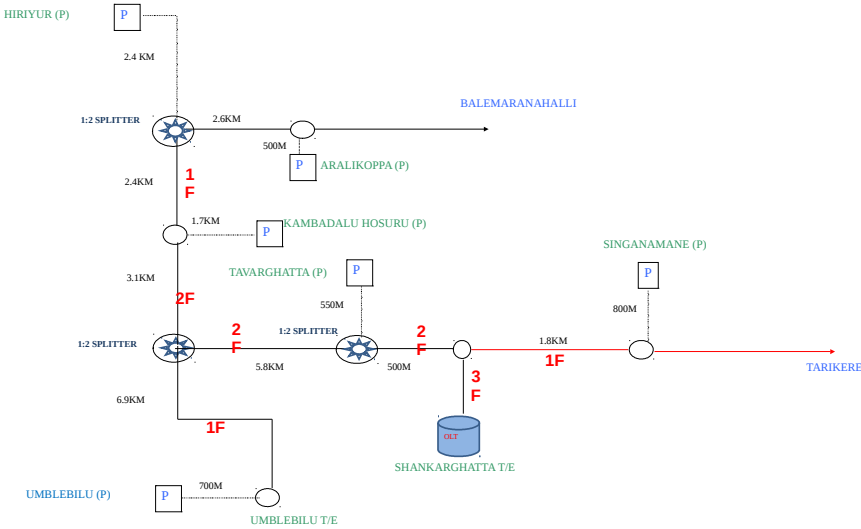 HIRIYUR (P)
P
2.4 KM
BALEMARANAHALLI
1:2 SPLITTER
2.6KM
500M
P
ARALIKOPPA (P)
2.4KM
1
F
1.7KM
KAMBADALU HOSURU (P)
P
SINGANAMANE (P)
TAVARGHATTA (P)
P
P
3.1KM
2F
550M
800M
1:2 SPLITTER
2
F
1:2 SPLITTER
2
F
1.8KM
1F
5.8KM
500M
TARIKERE
3
F
6.9KM
1F
OLT
SHANKARGHATTA T/E
UMBLEBILU (P)
P
700M
UMBLEBILU T/E